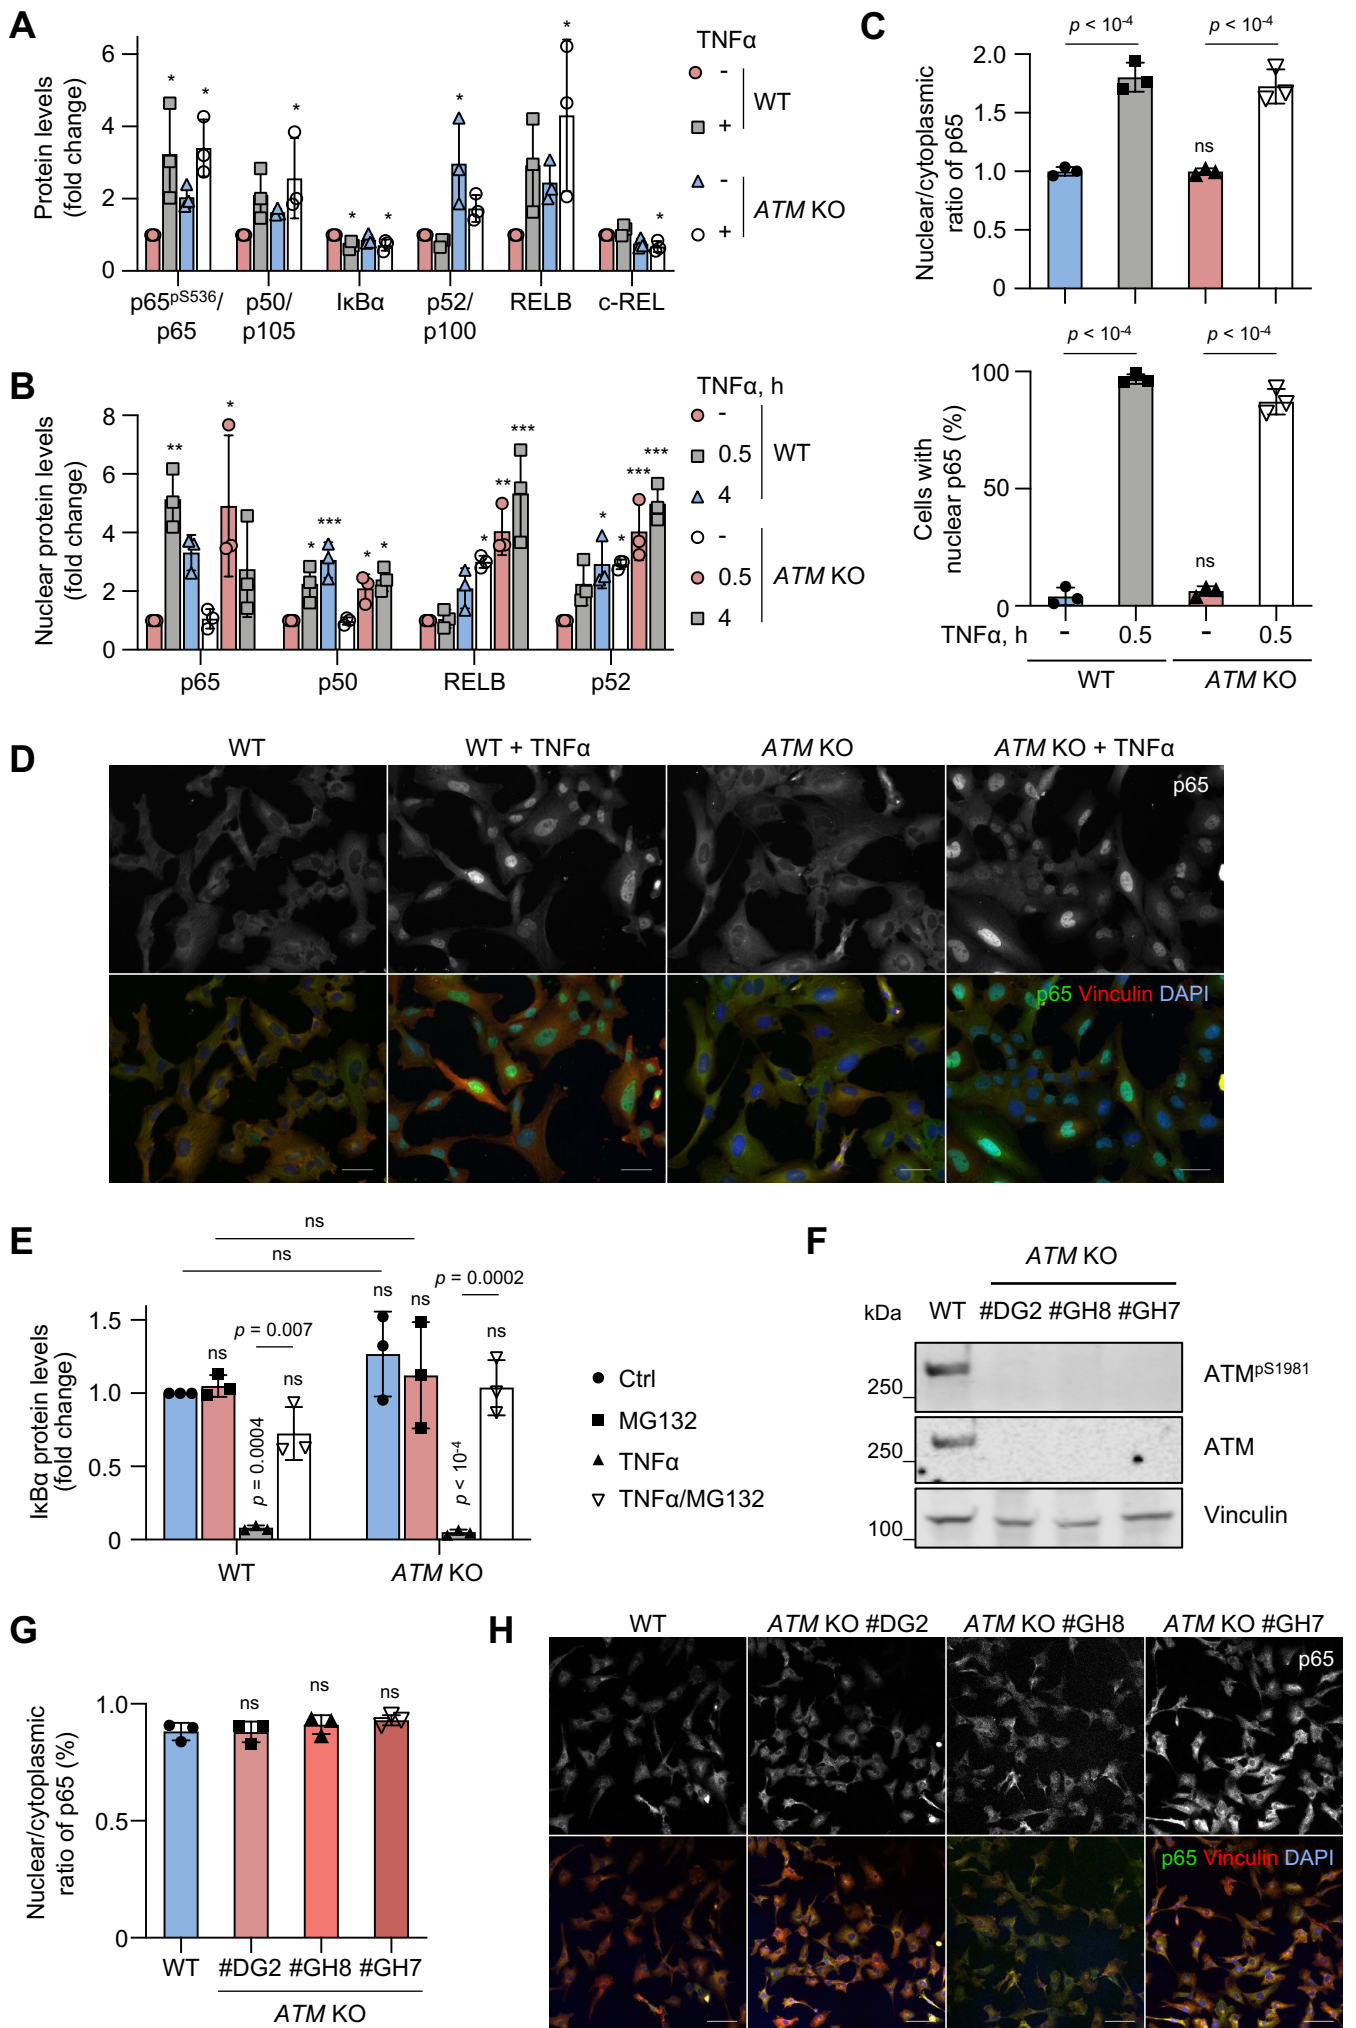 A
Protein levels
(fold change)
6
4
2
0
* * * * * * * *
p65pS536/
p65
p50/
p105
IκBα
p52/
p100
RELB
c-REL
TNFα
-
+
WT
-
+
ATM KO
B
Nuclear protein levels
(fold change)
8
6
4
2
0
** * * *** * * * ** *** * * *** ***
p65
p50
RELB
p52
TNFα, h
-
0.5
4
WT
-
0.5
4
ATM KO
C
Nuclear/cytoplasmic
ratio of p65
2.0
1.5
1.0
0.5
0
p < 10-4
p < 10-4
ns
Cells with
nuclear p65 (%)
100
50
0
p < 10-4
p < 10-4
ns
TNFα, h - 0.5 - 0.5
WT
ATM KO
D
WT
WT + TNFα
ATM KO
ATM KO + TNFα
p65
p65 Vinculin DAPI
E
IκBα protein levels
(fold change)
1.5
1.0
0.5
0
ns
ns
ns
p = 0.0004
p = 0.007
ns
ns
ns
p < 10-4
p = 0.0002
ns
WT
ATM KO
Ctrl
MG132
TNFα
TNFα/MG132
F
ATM KO
kDa WT #DG2 #GH8 #GH7
250
ATMpS1981
250
ATM
100
Vinculin
G
Nuclear/cytoplasmic
ratio of p65 (%)
1.0
0.5
0
ns
ns
ns
WT #DG2 #GH8 #GH7
ATM KO
H
WT
ATM KO #DG2
ATM KO #GH8
ATM KO #GH7
p65
p65 Vinculin DAPI